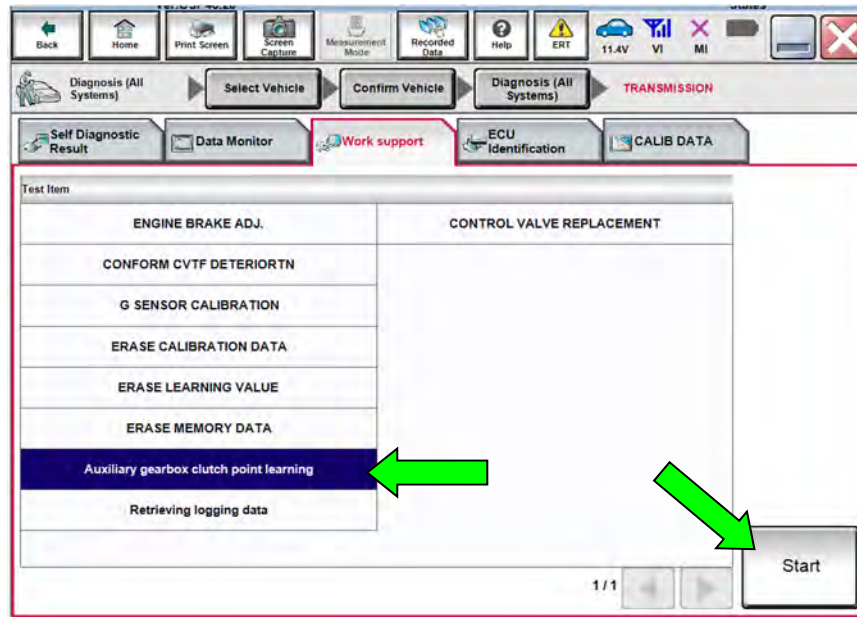 Back
Home
Print Screen
Screen
Capture
Measurement
Mode
Recorded
Data
Help
ERT
11.4V
VI
MI
Diagnosis (All
Systems)
Select Vehicle
Confirm Vehicle
Diagnosis (All
Systems)
TRANSMISSION
Self Diagnostic
Result
Data Monitor
Work support
ECU
Identification
CALIB DATA
Test Item
ENGINE BRAKE ADJ.
CONTROL VALVE REPLACEMENT
CONFORM CVTF DETERIORTN
G SENSOR CALIBRATION
ERASE CALIBRATION DATA
ERASE LEARNING VALUE
ERASE MEMORY DATA
Auxiliary gearbox clutch point learning
Retrieving logging data
Start
1/1